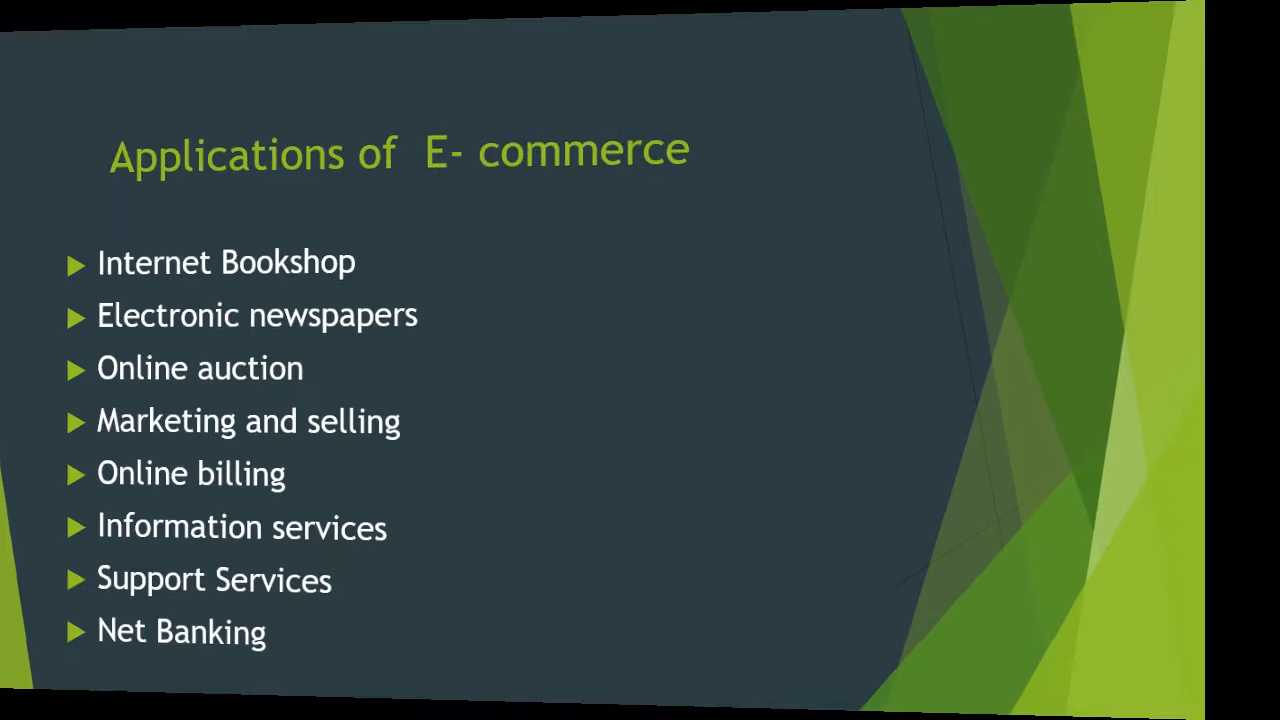 Applications of E- commerce
Internet Bookshop
Electronic newspapers
Online auction
Marketing and selling
Online billing
Information services
Support Services
Net Banking